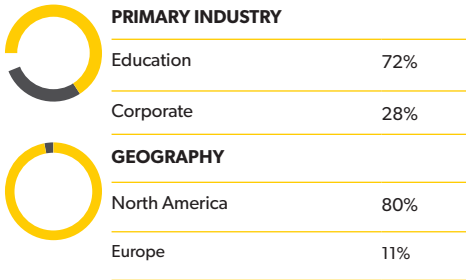 PRIMARY INDUSTRY
Education 72%
Corporate 28%
GEOGRAPHY
North America 80%
Europe 11%